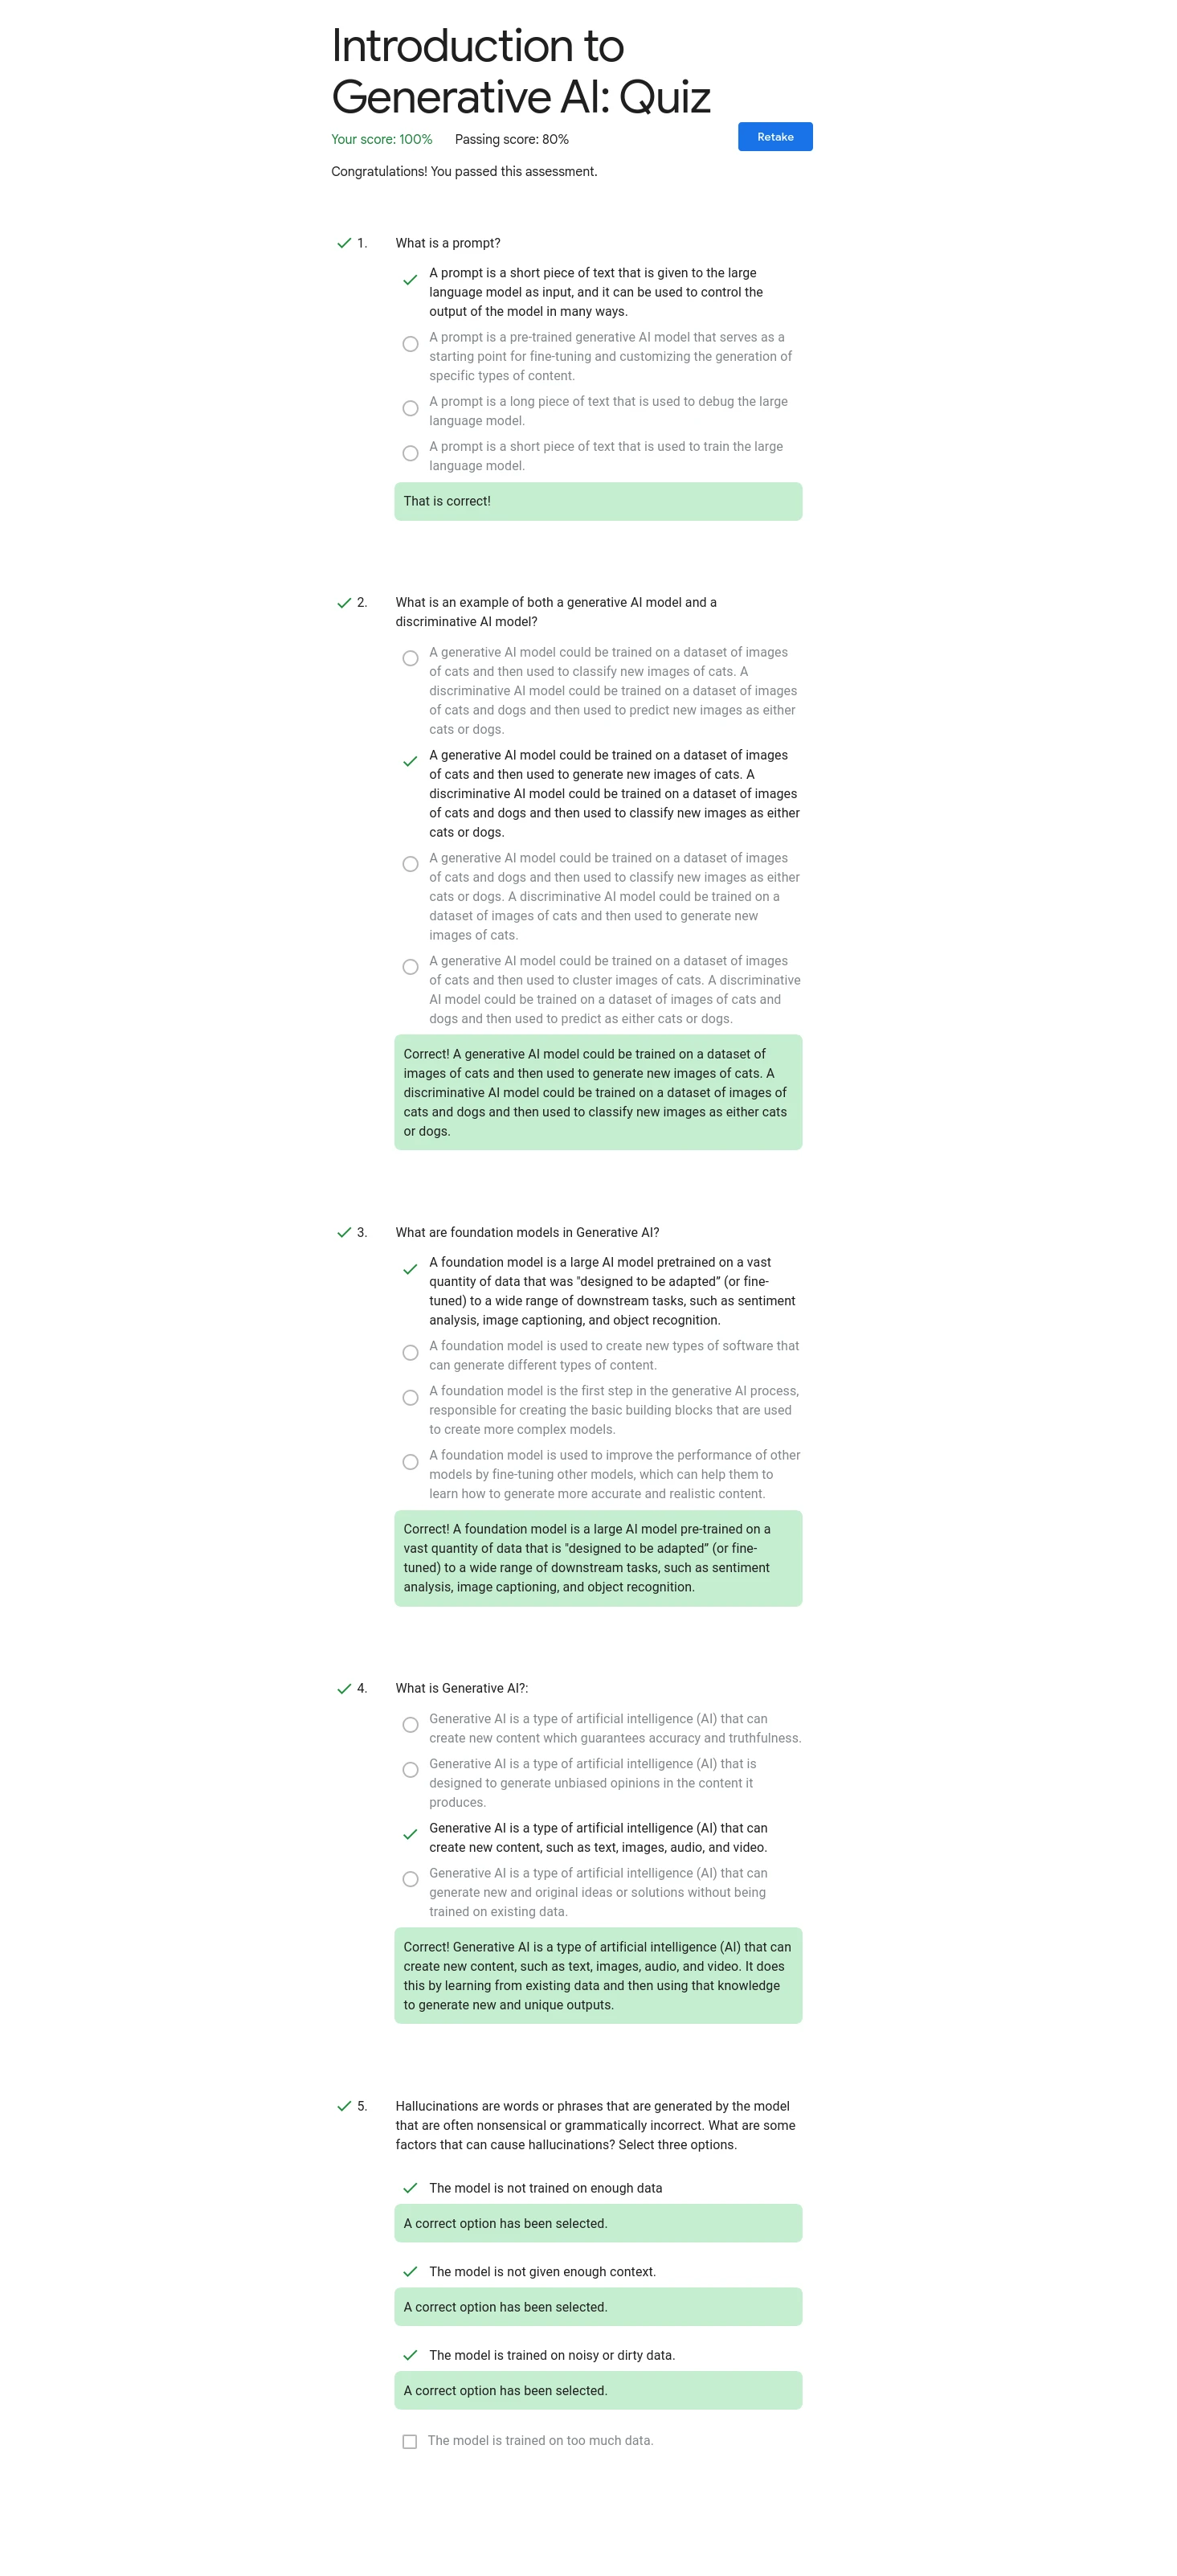 Introduction to
Generative AI: Quiz
Your score: 100% Passing score: 80%
Retake
Congratulations! You passed this assessment.
1. What is a prompt?
A prompt is a short piece of text that is given to the large
language model as input, and it can be used to control the
output of the model in many ways.
A prompt is a pre-trained generative AI model that serves as a
starting point for fine-tuning and customizing the generation of
specific types of content.
A prompt is a long piece of text that is used to debug the large
language model.
A prompt is a short piece of text that is used to train the large
language model.
That is correct!
2. What is an example of both a generative AI model and a
discriminative AI model?
A generative AI model could be trained on a dataset of images
of cats and then used to classify new images of cats. A
discriminative AI model could be trained on a dataset of images
of cats and dogs and then used to predict new images as either
cats or dogs.
A generative AI model could be trained on a dataset of images
of cats and then used to generate new images of cats. A
discriminative AI model could be trained on a dataset of images
of cats and dogs and then used to classify new images as either
cats or dogs.
A generative AI model could be trained on a dataset of images
of cats and dogs and then used to classify new images as either
cats or dogs. A discriminative AI model could be trained on a
dataset of images of cats and then used to generate new
images of cats.
A generative AI model could be trained on a dataset of images
of cats and then used to cluster images of cats. A discriminative
AI model could be trained on a dataset of images of cats and
dogs and then used to predict as either cats or dogs.
Correct! A generative AI model could be trained on a dataset of
images of cats and then used to generate new images of cats. A
discriminative AI model could be trained on a dataset of images of
cats and dogs and then used to classify new images as either cats
or dogs.
3. What are foundation models in Generative AI?
A foundation model is a large AI model pretrained on a vast
quantity of data that was "designed to be adapted” (or fine-
tuned) to a wide range of downstream tasks, such as sentiment
analysis, image captioning, and object recognition.
A foundation model is used to create new types of software that
can generate different types of content.
A foundation model is the first step in the generative AI process,
responsible for creating the basic building blocks that are used
to create more complex models.
A foundation model is used to improve the performance of other
models by fine-tuning other models, which can help them to
learn how to generate more accurate and realistic content.
Correct! A foundation model is a large AI model pre-trained on a
vast quantity of data that is "designed to be adapted” (or fine-
tuned) to a wide range of downstream tasks, such as sentiment
analysis, image captioning, and object recognition.
4. What is Generative AI?:
Generative AI is a type of artificial intelligence (AI) that can
create new content which guarantees accuracy and truthfulness.
Generative AI is a type of artificial intelligence (AI) that is
designed to generate unbiased opinions in the content it
produces.
Generative AI is a type of artificial intelligence (AI) that can
create new content, such as text, images, audio, and video.
Generative AI is a type of artificial intelligence (AI) that can
generate new and original ideas or solutions without being
trained on existing data.
Correct! Generative AI is a type of artificial intelligence (AI) that can
create new content, such as text, images, audio, and video. It does
this by learning from existing data and then using that knowledge
to generate new and unique outputs.
5. Hallucinations are words or phrases that are generated by the model
that are often nonsensical or grammatically incorrect. What are some
factors that can cause hallucinations? Select three options.
The model is not trained on enough data
A correct option has been selected.
The model is not given enough context.
A correct option has been selected.
The model is trained on noisy or dirty data.
A correct option has been selected.
The model is trained on too much data.